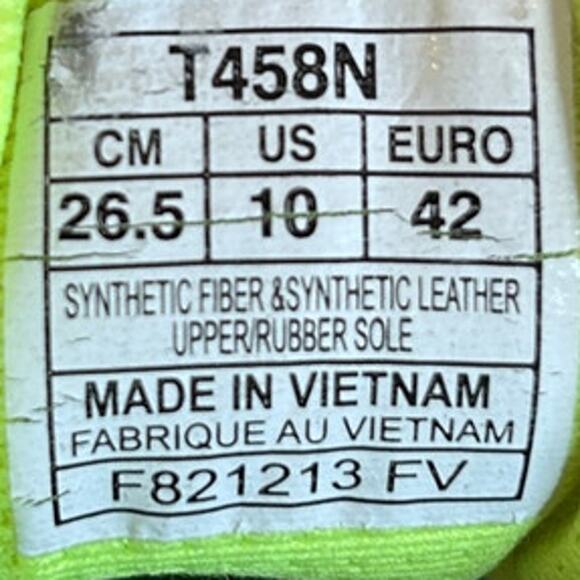 T458N
CM US EURO
26.5 10 42
SYNTHETIC FIBER &SYNTHETIC LEATHER
UPPER/RUBBER SOLE
MADE IN VIETNAM
FABRIQUE AU VIETNAM
F821213 FV